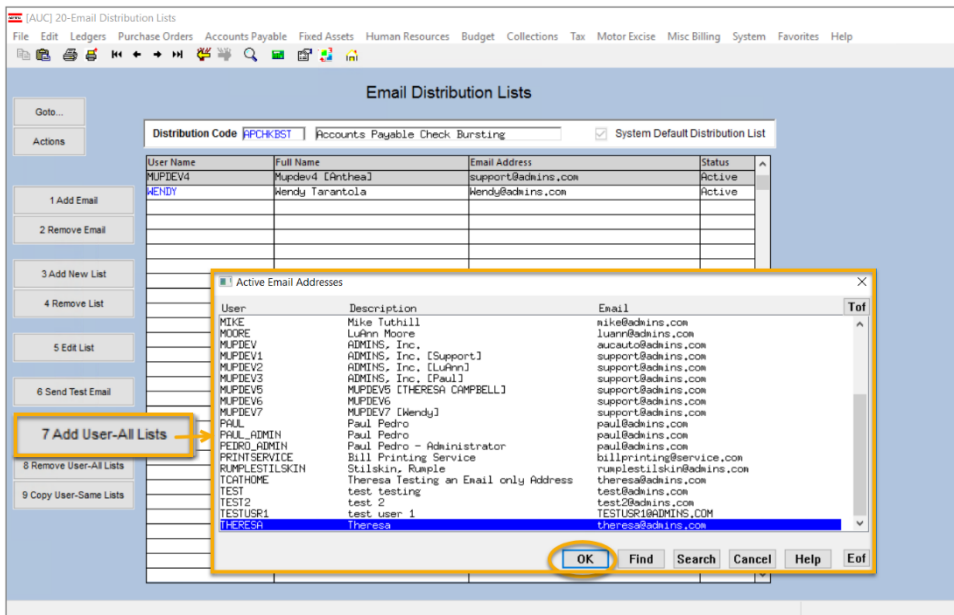 [AUC] 20-Email Distribution Lists
File Edit Ledgers Purchase Orders Accounts Payable Fixed Assets Human Resources Budget Collections Tax Motor Excise Misc Billing System Favorites Help
Email Distribution Lists
Goto...
Actions
Distribution Code APCHKBST Accounts Payable Check Bursting System Default Distribution List
User Name Full Name Email Address Status
MUPDEV4 Mupdev4 [Anthea] support@admins.com Active
WENDY Wendy Tarantola Wendy@admins.com Active
1 Add Email
2 Remove Email
3 Add New List
4 Remove List
5 Edit List
6 Send Test Email
7 Add User-All Lists
8 Remove User-All Lists
9 Copy User-Same Lists
Active Email Addresses
User Description Email Tof
MIKE Mike Tuthill mike@admins.com
MOORE LuAnn Moore luann@admins.com
MUPDEV ADMINS, Inc. aucauto@admins.com
MUPDEV1 ADMINS, Inc. [Support] support@admins.com
MUPDEV2 ADMINS, Inc. [LuAnn] support@admins.com
MUPDEV3 ADMINS, Inc. [Paul] support@admins.com
MUPDEV5 MUPDEV5 [THERESA CAMPBELL] support@admins.com
MUPDEV6 MUPDEV6 support@admins.com
MUPDEV7 MUPDEV7 [Wendy] support@admins.com
PAUL Paul Pedro paul@admins.com
PAUL_ADMIN Paul Pedro paul@admins.com
PEDRO_ADMIN Paul Pedro - Administrator paul@admins.com
PRINTSERVICE Bill Printing Service billprinting@service.com
RUMPLESTILSKIN Stilskin, Rumple rumplestilskin@admins.com
TCATHOME Theresa Testing an Email only Address theresa@admins.com
TEST test testing test@admins.com
TEST2 test 2 test2@admins.com
TESTUSR1 test user 1 TESTUSR1@ADMINS.COM
THERESA Theresa theresa@admins.com
OK Find Search Cancel Help Eof